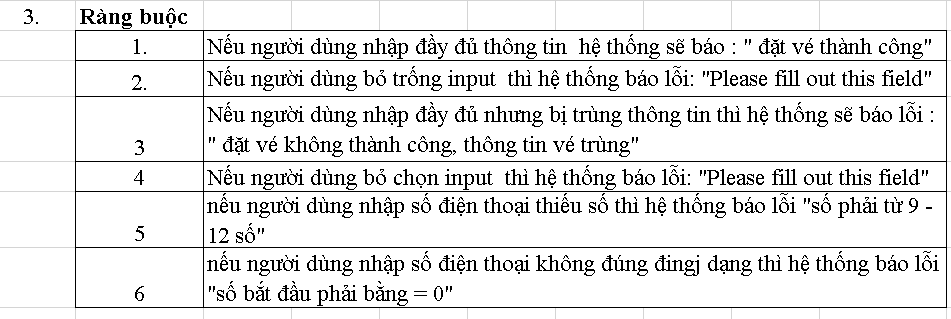 3. Ràng buộc
1. Nếu người dùng nhập đầy đủ thông tin hệ thống sẽ báo : " đặt vé thành công"
2. Nếu người dùng bỏ trống input thì hệ thống báo lỗi: "Please fill out this field"
Nếu người dùng nhập đầy đủ nhưng bị trùng thông tin thì hệ thống sẽ báo lỗi :
3 " đặt vé không thành công, thông tin vé trùng"
4 Nếu người dùng bỏ chọn input thì hệ thống báo lỗi: "Please fill out this field"
nếu người dùng nhập số điện thoại thiếu số thì hệ thống báo lỗi "số phải từ 9 -
5 12 số"
nếu người dùng nhập số điện thoại không đúng đingj dạng thì hệ thống báo lỗi
6 "số bắt đầu phải bằng = 0"